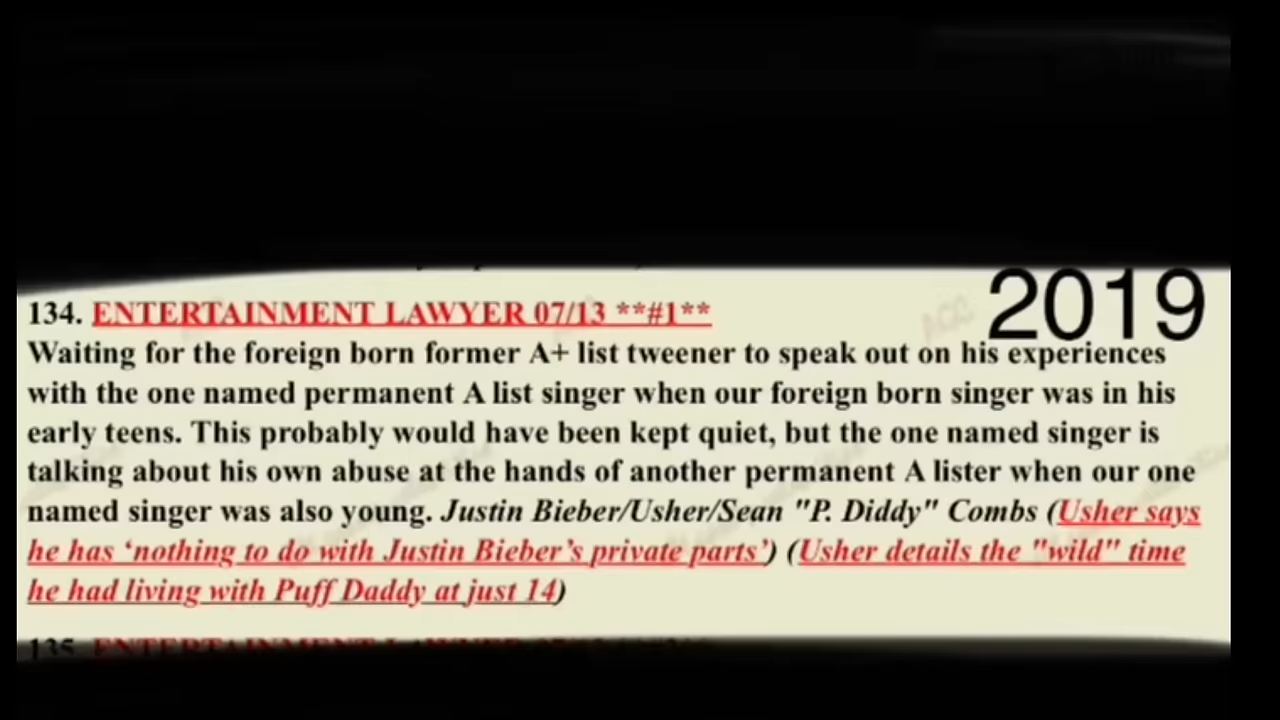 2019
134. ENTERTAINMENT LAWYER 07/13 **#1**
Waiting for the foreign born former A+ list tweener to speak out on his experiences
with the one named permanent A list singer when our foreign born singer was in his
early teens. This probably would have been kept quiet, but the one named singer is
talking about his own abuse at the hands of another permanent A lister when our one
named singer was also young. Justin Bieber/Usher/Sean "P. Diddy" Combs (Usher says
he has ‘nothing to do with Justin Bieber’s private parts’) (Usher details the "wild" time
he had living with Puff Daddy at just 14)
135. ENTERTAINMENT LAWYER